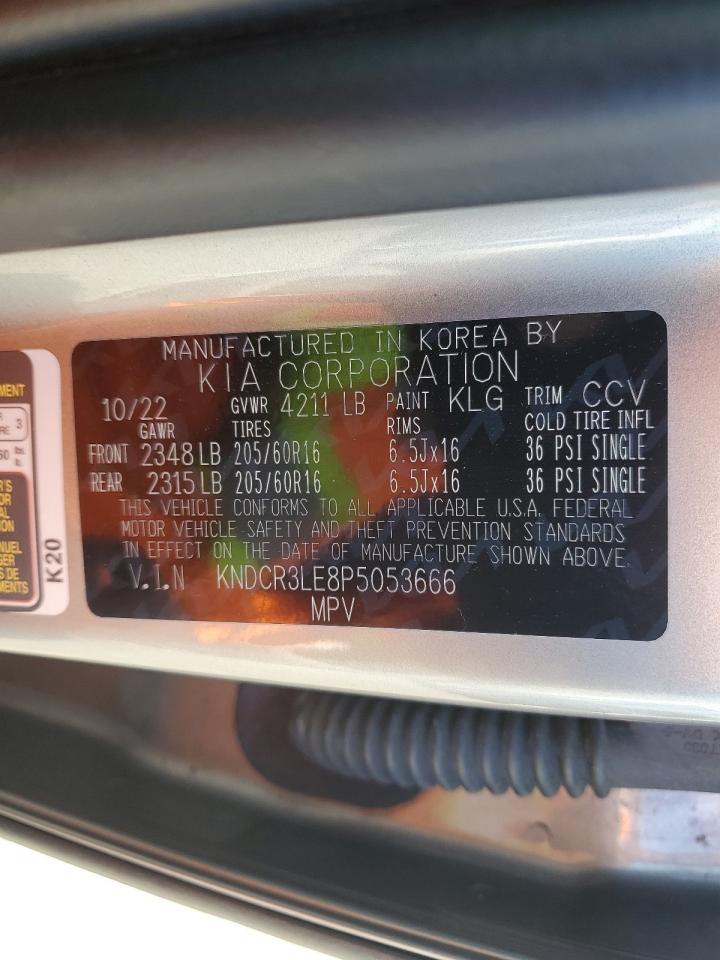 MANUFACTURED IN KOREA BY
KIA CORPORATION
10/22 GVWR 4211 LB PAINT KLG TRIM CCV
GAWR TIRES RIMS COLD TIRE INFL
FRONT 2348 LB 205/60R16 6.5Jx16 36 PSI SINGLE
REAR 2315 LB 205/60R16 6.5Jx16 36 PSI SINGLE
THIS VEHICLE CONFORMS TO ALL APPLICABLE U.S.A. FEDERAL
MOTOR VEHICLE SAFETY AND THEFT PREVENTION STANDARDS
IN EFFECT ON THE DATE OF MANUFACTURE SHOWN ABOVE.
V.I.N KNDCR3LE8P5053666
MPV
3
lbs
K20